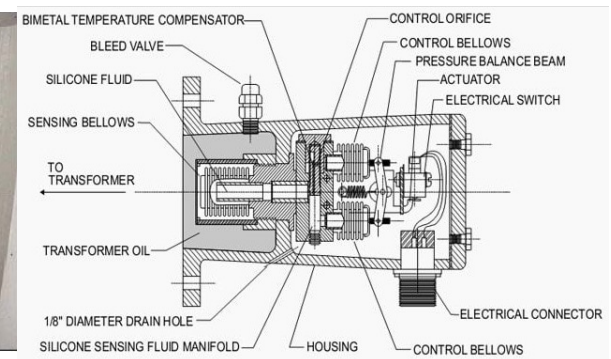 BIMETAL TEMPERATURE COMPENSATOR
BLEED VALVE
SILICONE FLUID
SENSING BELLOWS
TO
TRANSFORMER
TRANSFORMER OIL
1/8" DIAMETER DRAIN HOLE
SILICONE SENSING FLUID MANIFOLD
CONTROL ORIFICE
CONTROL BELLOWS
PRESSURE BALANCE BEAM
ACTUATOR
ELECTRICAL SWITCH
ELECTRICAL CONNECTOR
HOUSING
CONTROL BELLOWS